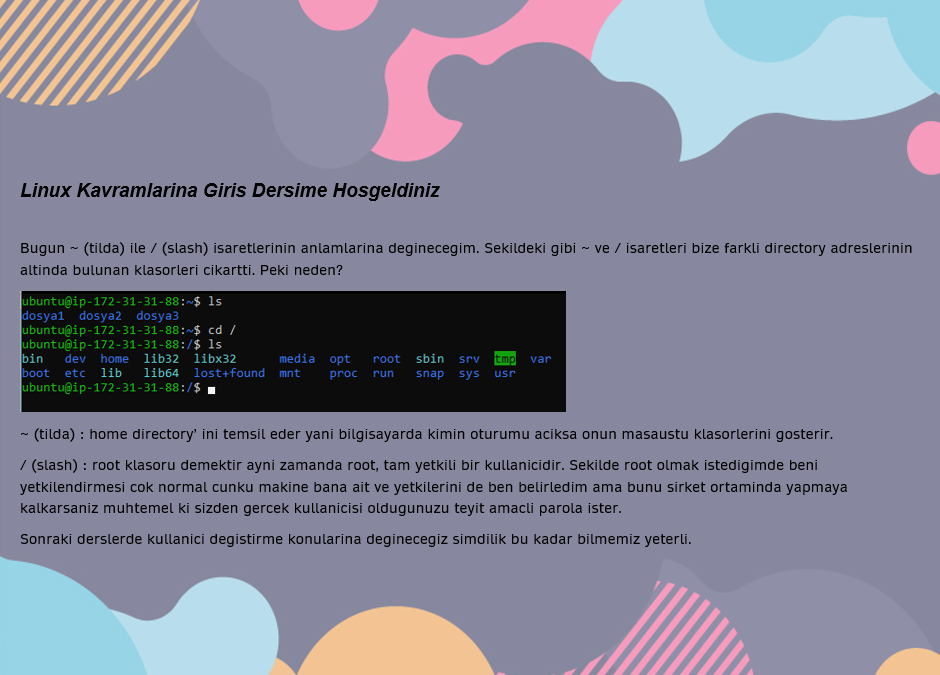 Linux Kavramlarina Giris Dersime Hosgeldiniz
Bugun ~ (tilda) ile / (slash) isaretlerinin anlamlarina deginecegim. Sekildeki gibi ~ ve / isaretleri bize farkli directory adreslerinin
altinda bulunan klasorleri cikartti. Peki neden?
ubuntu@ip-172-31-31-88:~$ ls
dosya1 dosya2 dosya3
ubuntu@ip-172-31-31-88:~$ cd /
ubuntu@ip-172-31-31-88:/$ ls
bin dev home lib32 libx32 media opt root sbin srv tmp var
boot etc lib lib64 lost+found mnt proc run snap sys usr
ubuntu@ip-172-31-31-88:/$
~ (tilda) : home directory' ini temsil eder yani bilgisayarda kimin oturumu aciksa onun masaustu klasorlerini gosterir.
/ (slash) : root klasoru demektir ayni zamanda root, tam yetkili bir kullanicidir. Sekilde root olmak istedigimde beni
yetkilendirmesi cok normal cunku makine bana ait ve yetkilerini de ben belirledim ama bunu sirket ortaminda yapmaya
kalkarsaniz muhtemel ki sizden gercek kullanicisi oldugunuzu teyit amacli parola ister.
Sonraki derslerde kullanici degistirme konularina deginecegiz simdilik bu kadar bilmemiz yeterli.